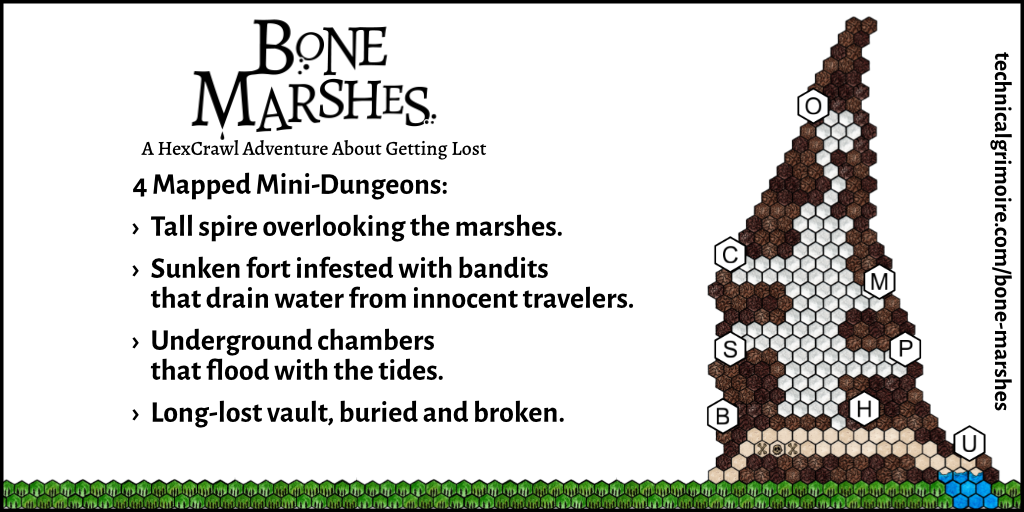 BONE
MARSHES
A HexCrawl Adventure About Getting Lost
4 Mapped Mini-Dungeons:
› Tall spire overlooking the marshes.
› Sunken fort infested with bandits
that drain water from innocent travelers.
› Underground chambers
that flood with the tides.
› Long-lost vault, buried and broken.
O
C
M
S
P
B
H
U
technicalgrimoire.com/bone-marshes